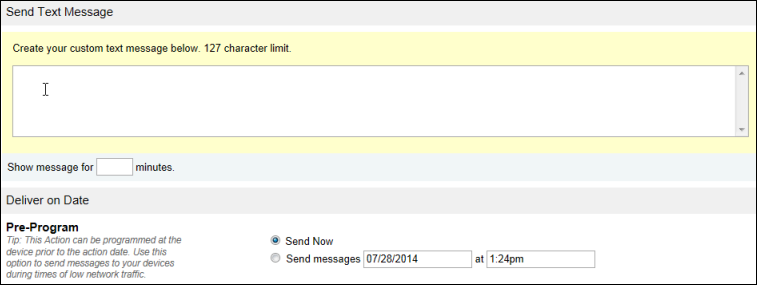 Send Text Message
Create your custom text message below. 127 character limit.
Show message for minutes.
Deliver on Date
Pre-Program
Tip: This Action can be programmed at the
device prior to the action date. Use this
option to send messages to your devices
during times of low network traffic.
Send Now
Send messages 07/28/2014 at 1:24pm